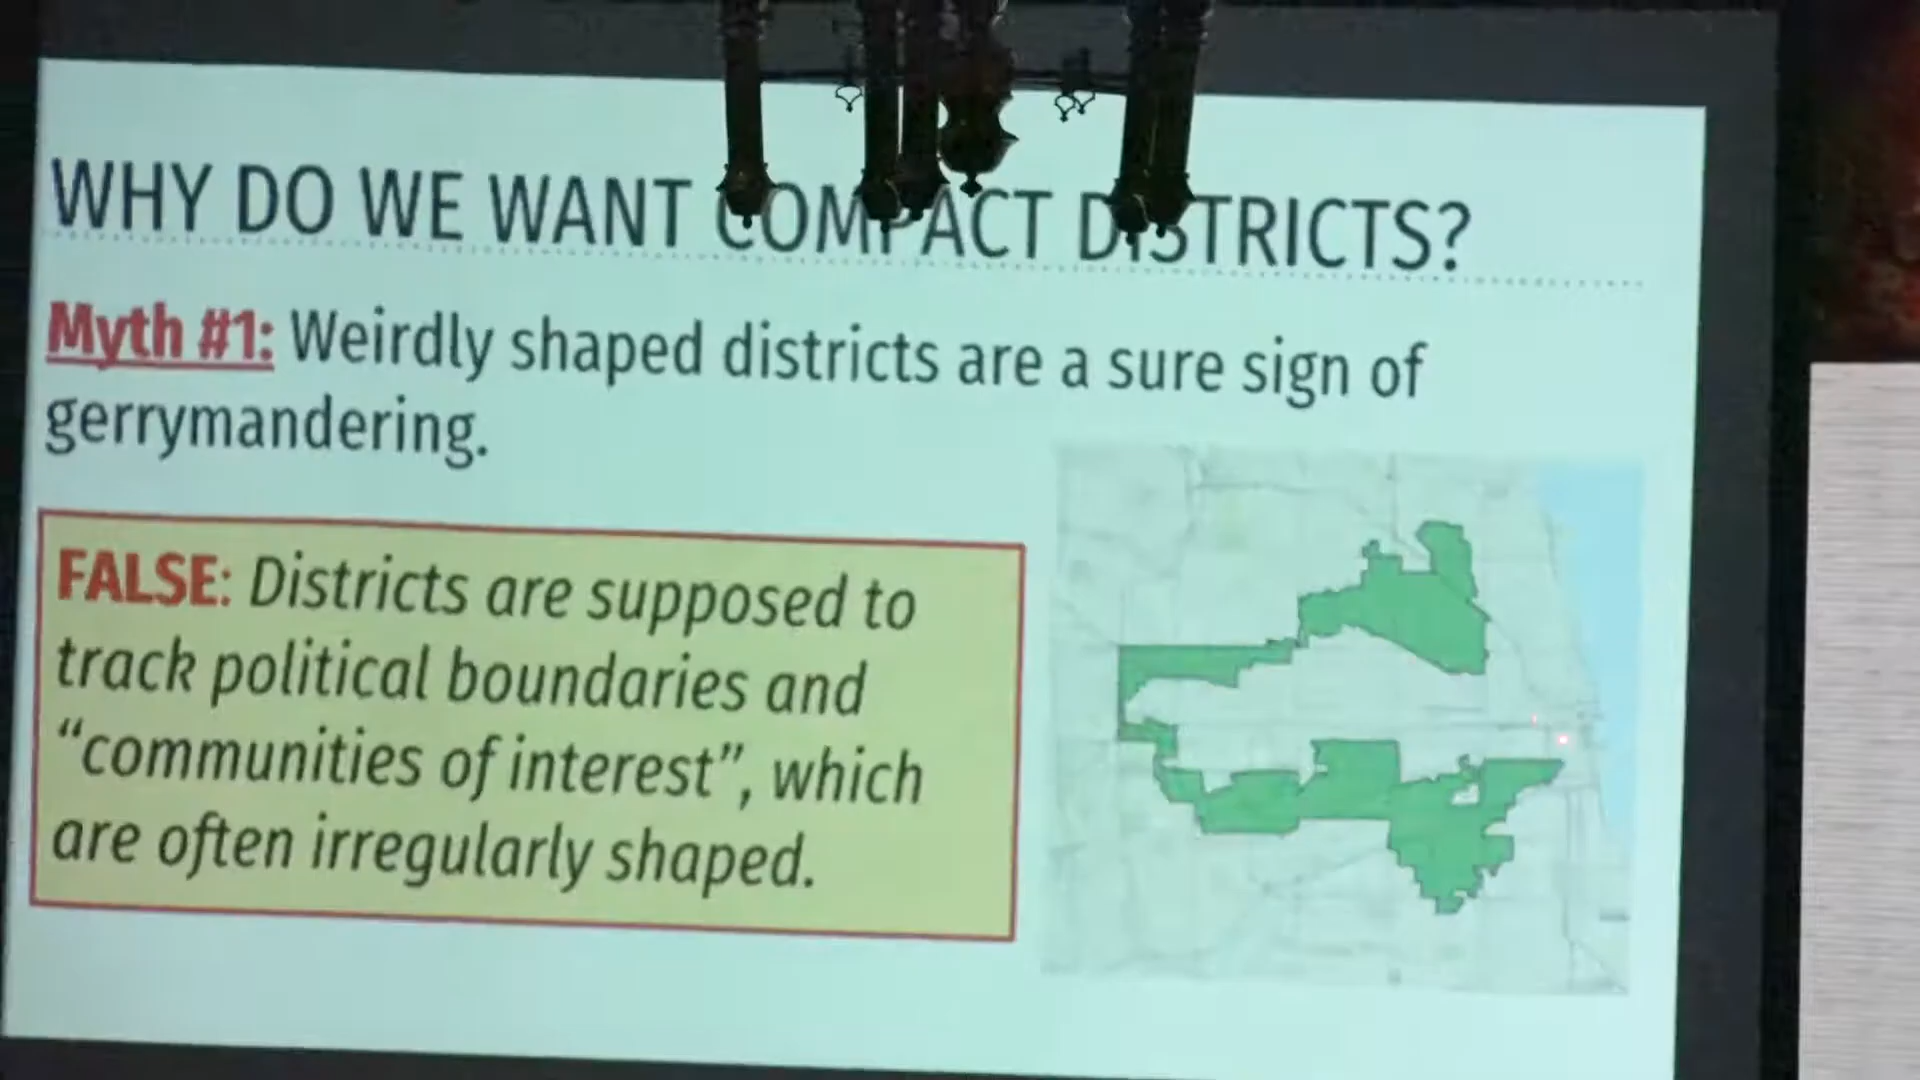 WHY DO WE WANT COMPACT DISTRICTS?
Myth #1: Weirdly shaped districts are a sure sign of
gerrymandering.
FALSE: Districts are supposed to
track political boundaries and
“communities of interest”, which
are often irregularly shaped.